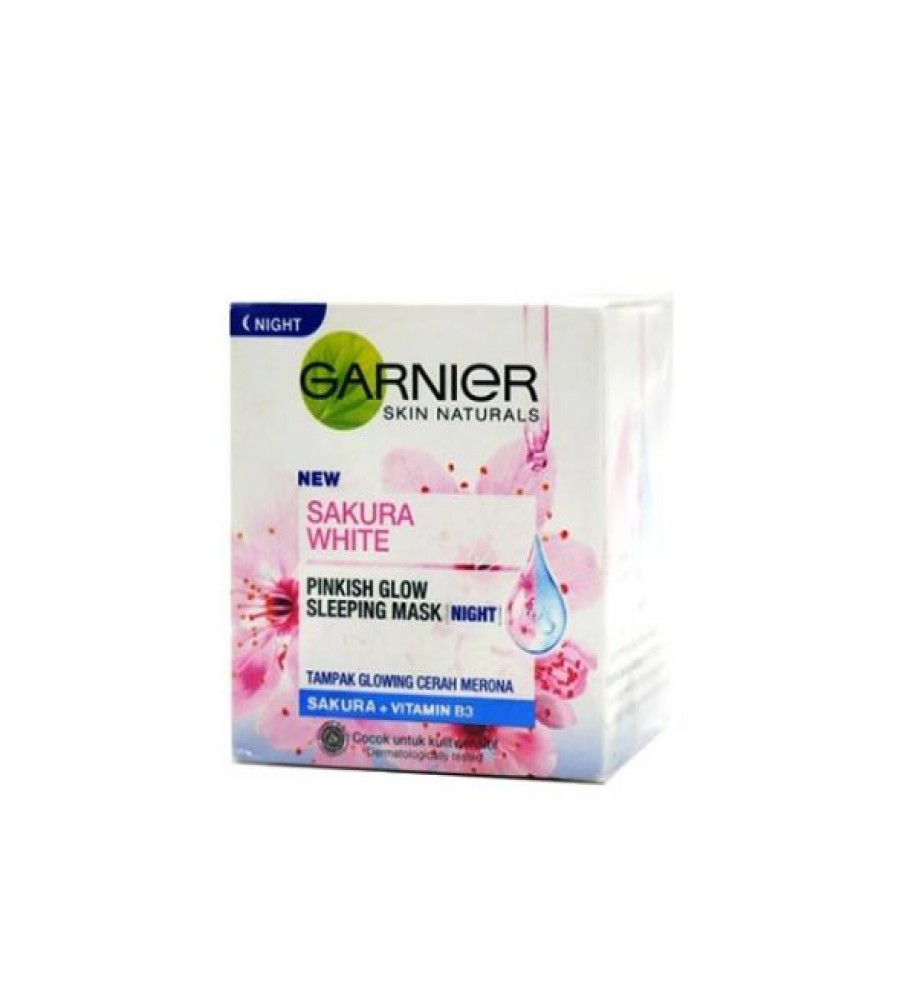 NIGHT
GARNIER
SKIN NATURALS
NEW
SAKURA
WHITE
PINKISH GLOW
SLEEPING MASK |NIGHT|
TAMPAK GLOWING CERAH MERONA
SAKURA + VITAMIN B3
Cocok untuk kulit
*Dermatologically tested